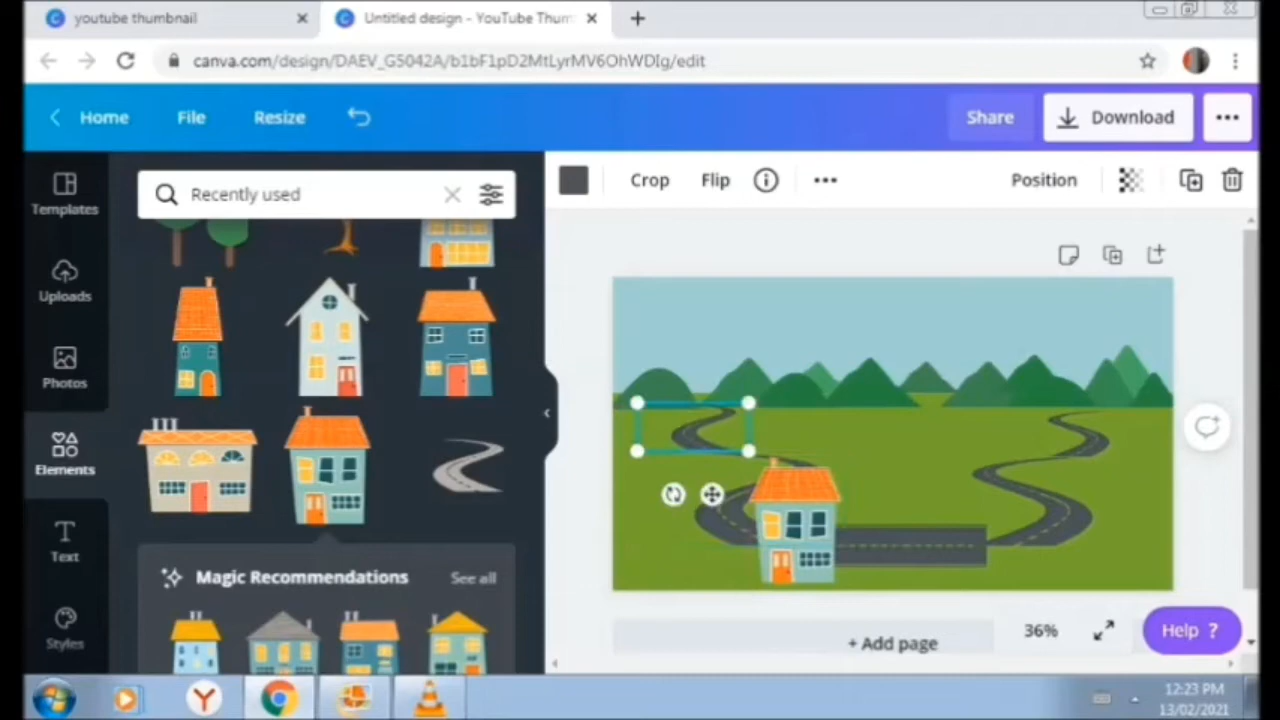 youtube thumbnail
Untitled design - YouTube Thum
canva.com/design/DAEV_G5042A/b1bF1pD2MtLyrMV6OhWDIg/edit
Home File Resize Share Download
Templates
Uploads
Photos
Elements
Text
Styles
Recently used
Magic Recommendations See all
Crop Flip Position
+ Add page
36%
Help ?
12:23 PM
13/02/2021